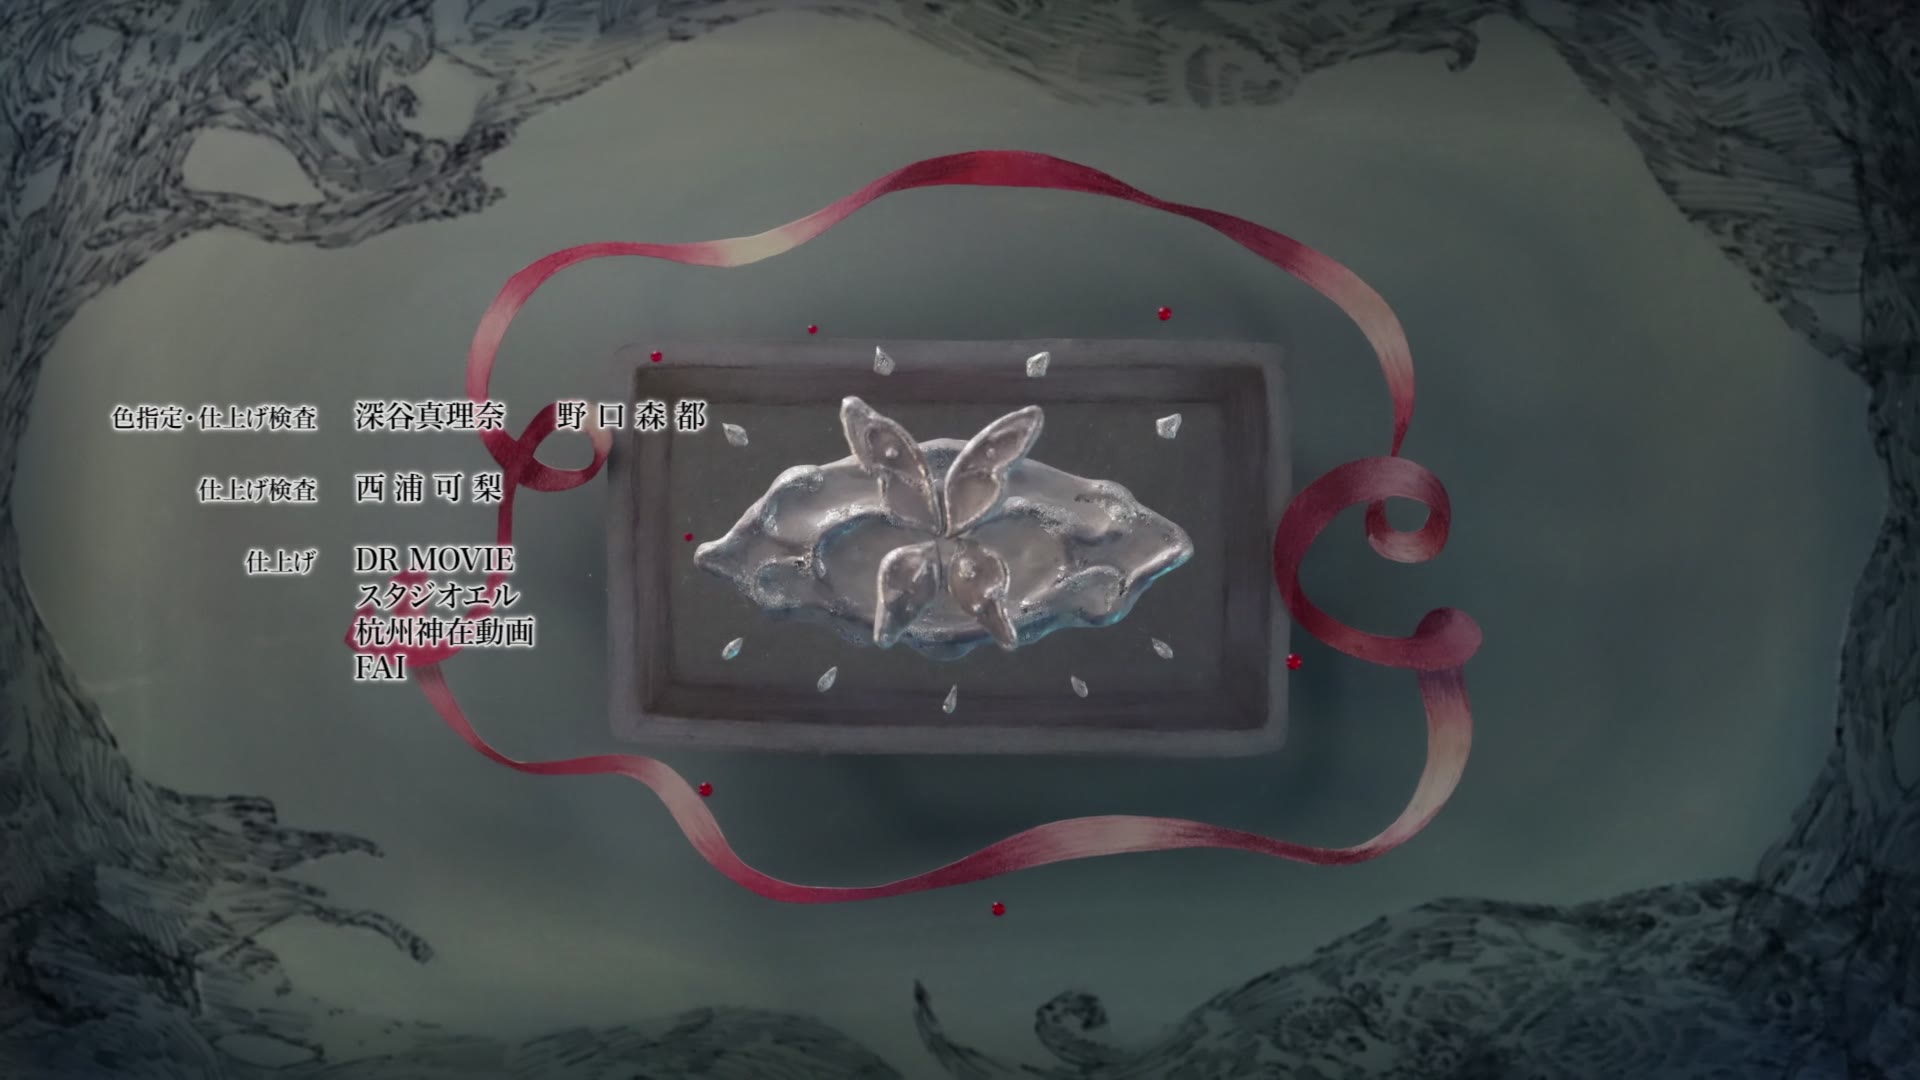 色指定・仕上げ検査 深谷真理奈 野口森都
仕上げ検査 西浦可梨
仕上げ DR MOVIE
スタジオエル
杭州神在動画
FAI